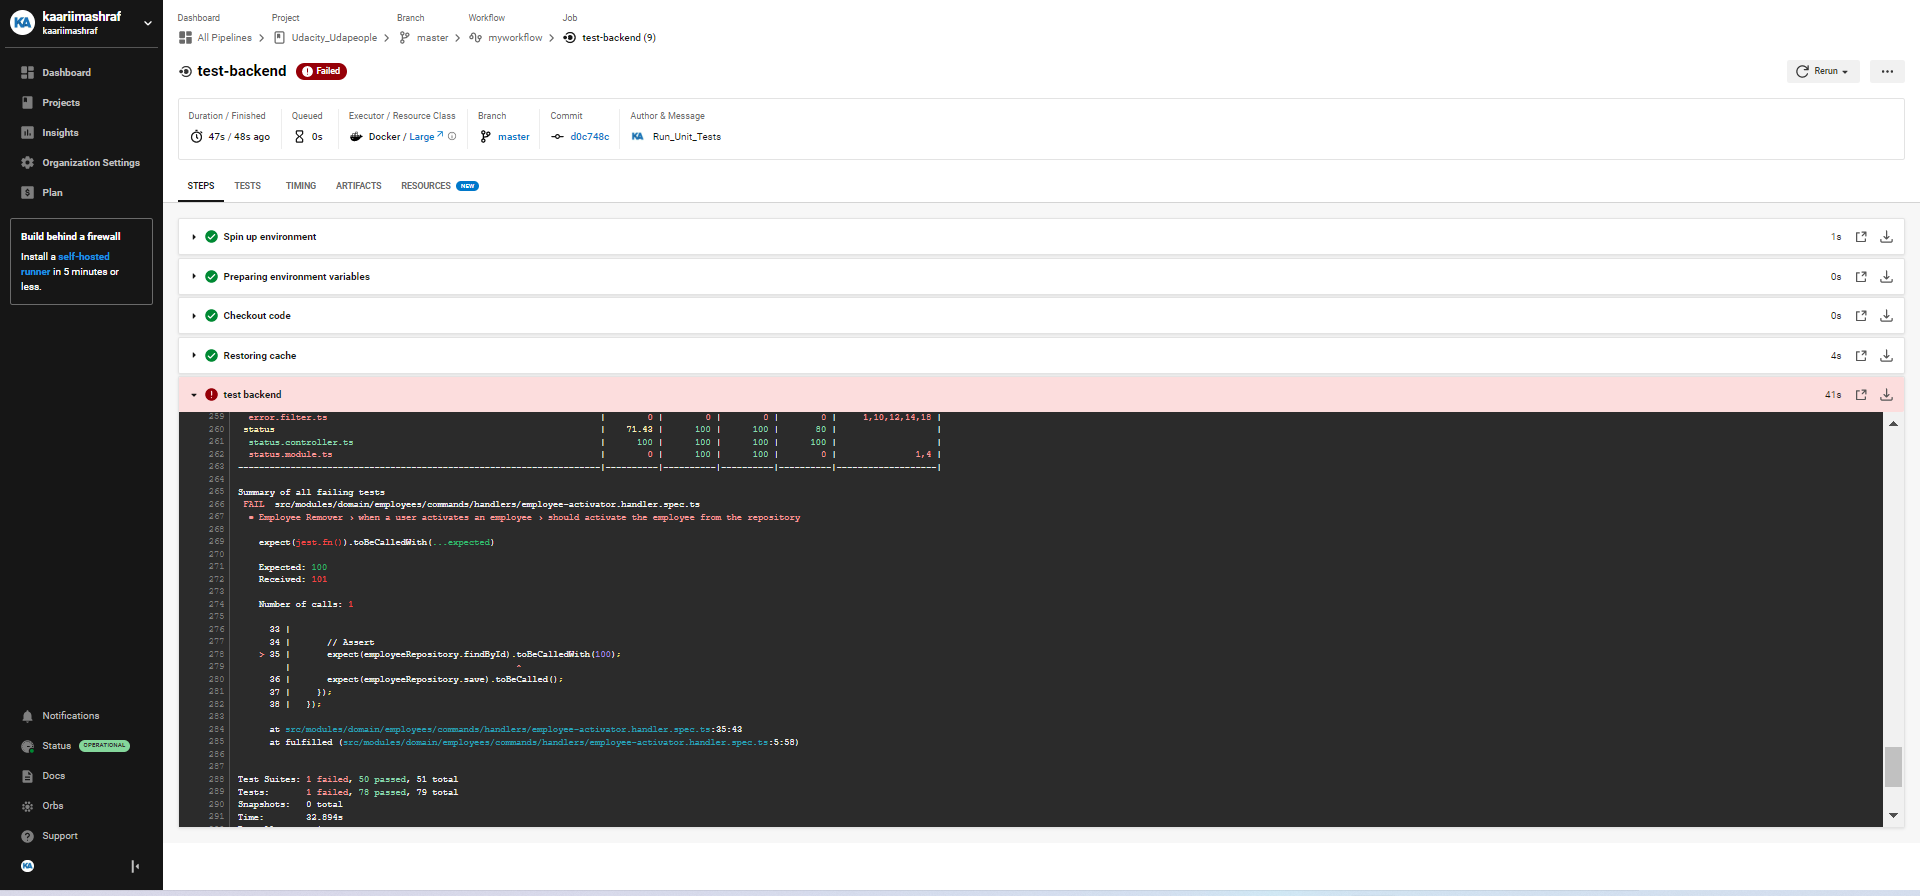 KA kaariimashraf
kaariimashraf
Dashboard
Projects
Insights
Organization Settings
Plan
Build behind a firewall
Install a self-hosted
runner in 5 minutes or
less.
Notifications
Status OPERATIONAL
Docs
Orbs
Support
KA
Dashboard Project Branch Workflow Job
All Pipelines Udacity_Udapeople master myworkflow test-backend (9)
test-backend Failed
Rerun
Duration / Finished Queued Executor / Resource Class Branch Commit Author & Message
47s / 48s ago 0s Docker / Large master d0c748c KA Run_Unit_Tests
STEPS TESTS TIMING ARTIFACTS RESOURCES NEW
Spin up environment 1s
Preparing environment variables 0s
Checkout code 0s
Restoring cache 4s
test backend 41s
259 error.filter.ts | 0 | 0 | 0 | 0 | 1,10,12,14,18 |
260 status | 71.43 | 100 | 100 | 80 | |
261 status.controller.ts | 100 | 100 | 100 | 100 | |
262 status.module.ts | 0 | 100 | 100 | 0 | 1,4 |
263 ---------------------------------------------------------------------|----------|----------|----------|----------|-------------------|
264
265 Summary of all failing tests
266 FAIL src/modules/domain/employees/commands/handlers/employee-activator.handler.spec.ts
267 ● Employee Remover › when a user activates an employee › should activate the employee from the repository
268
269 expect(jest.fn()).toBeCalledWith(...expected)
270
271 Expected: 100
272 Received: 101
273
274 Number of calls: 1
275
276 33 |
277 34 | // Assert
278 > 35 | expect(employeeRepository.findById).toBeCalledWith(100);
279 | ^
280 36 | expect(employeeRepository.save).toBeCalled();
281 37 | });
282 38 | });
283
284 at src/modules/domain/employees/commands/handlers/employee-activator.handler.spec.ts:35:43
285 at fulfilled (src/modules/domain/employees/commands/handlers/employee-activator.handler.spec.ts:5:58)
286
287
288 Test Suites: 1 failed, 50 passed, 51 total
289 Tests: 1 failed, 78 passed, 79 total
290 Snapshots: 0 total
291 Time: 32.894s